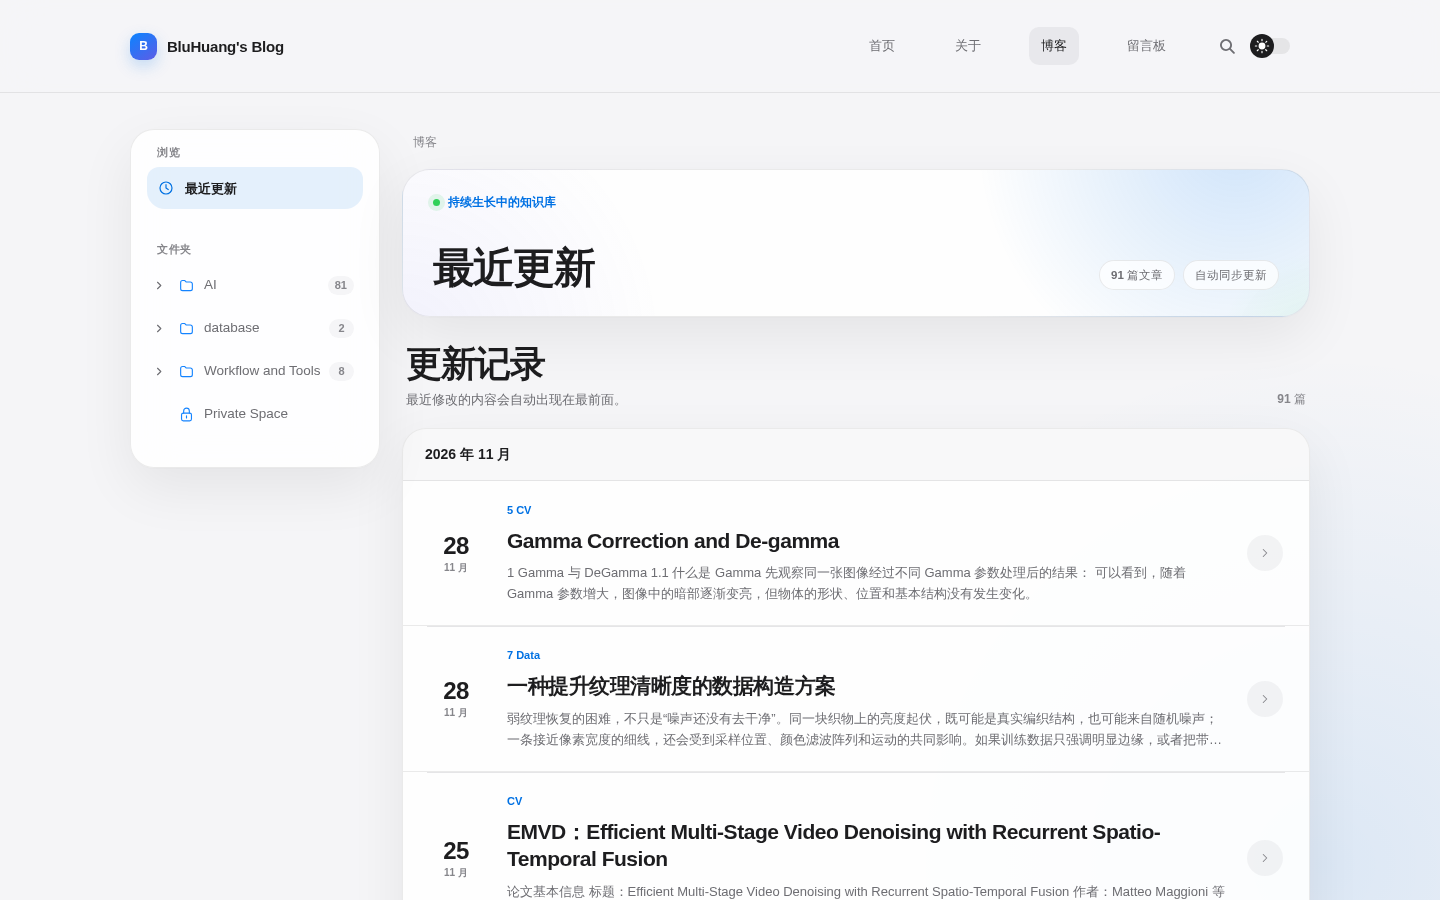 B BluHuang's Blog
首页 关于 博客 留言板
浏览
最近更新
文件夹
AI 81
database 2
Workflow and Tools 8
Private Space
博客
持续生长中的知识库
最近更新
91 篇文章 自动同步更新
更新记录
最近修改的内容会自动出现在最前面。
91 篇
2026 年 11 月
5 CV
28
11 月
Gamma Correction and De-gamma
1 Gamma 与 DeGamma 1.1 什么是 Gamma 先观察同一张图像经过不同 Gamma 参数处理后的结果： 可以看到，随着
Gamma 参数增大，图像中的暗部逐渐变亮，但物体的形状、位置和基本结构没有发生变化。
7 Data
28
11 月
一种提升纹理清晰度的数据构造方案
弱纹理恢复的困难，不只是“噪声还没有去干净”。同一块织物上的亮度起伏，既可能是真实编织结构，也可能来自随机噪声；
一条接近像素宽度的细线，还会受到采样位置、颜色滤波阵列和运动的共同影响。如果训练数据只强调明显边缘，或者把带…
CV
25
11 月
EMVD：Efficient Multi-Stage Video Denoising with Recurrent Spatio-
Temporal Fusion
论文基本信息 标题：Efficient Multi-Stage Video Denoising with Recurrent Spatio-Temporal Fusion 作者：Matteo Maggioni 等